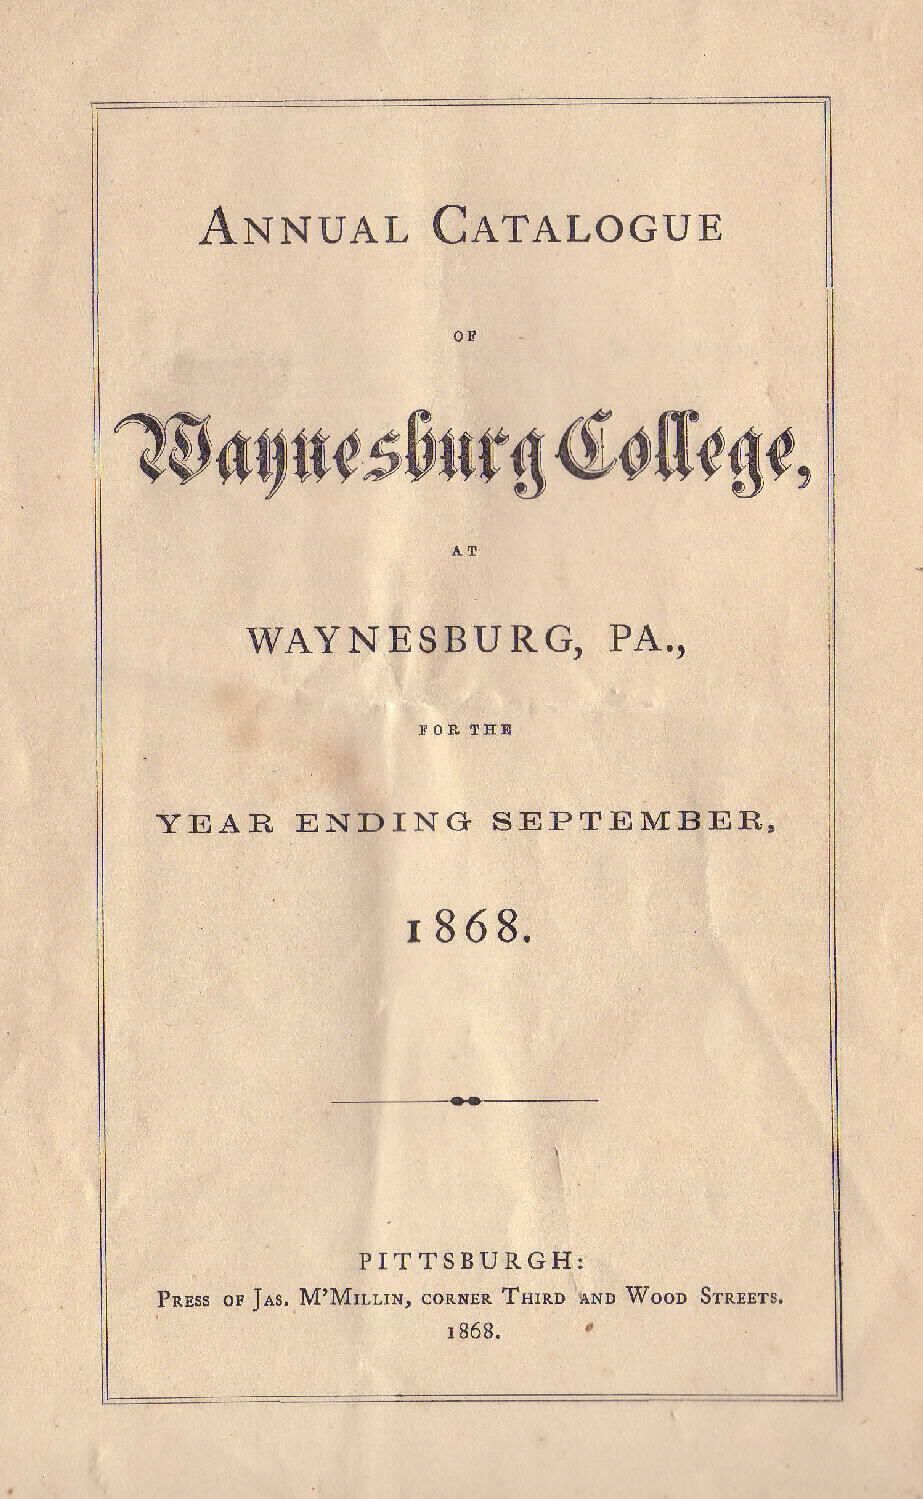 ANNUAL CATALOGUE
OF
Waynesburg College,
AT
WAYNESBURG, PA.,
FOR THE
YEAR ENDING SEPTEMBER,
1868.
PITTSBURGH:
PRESS OF JAS. M'MILLIN, CORNER THIRD AND WOOD STREETS.
1868.